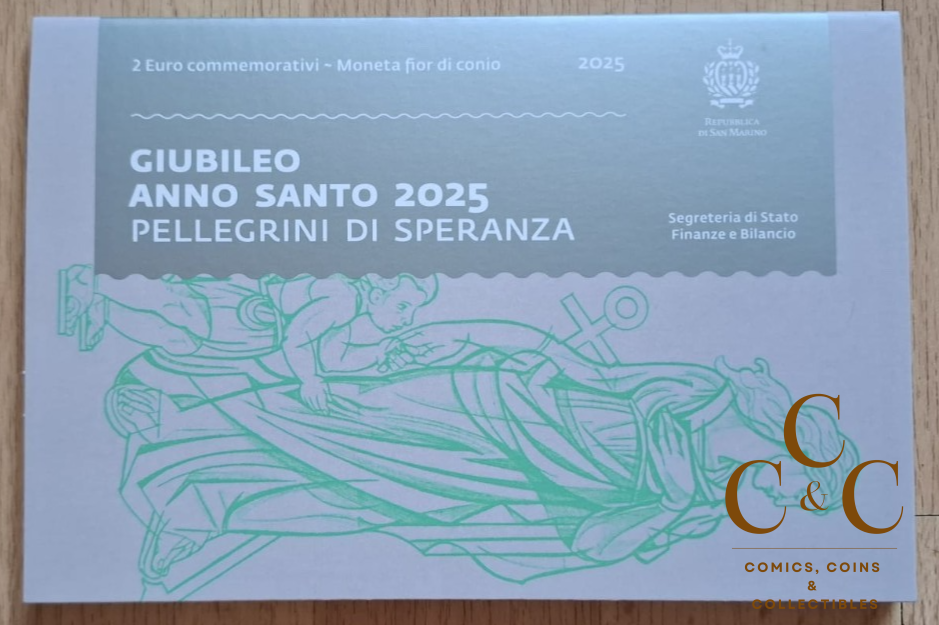 2 Euro commemorativi ~ Moneta fior di conio 2025
REPUBBLICA
DI SAN MARINO
GIUBILEO
ANNO SANTO 2025
PELLEGRINI DI SPERANZA
Segreteria di Stato
Finanze e Bilancio
C
C & C
COMICS, COINS
&
COLLECTIBLES